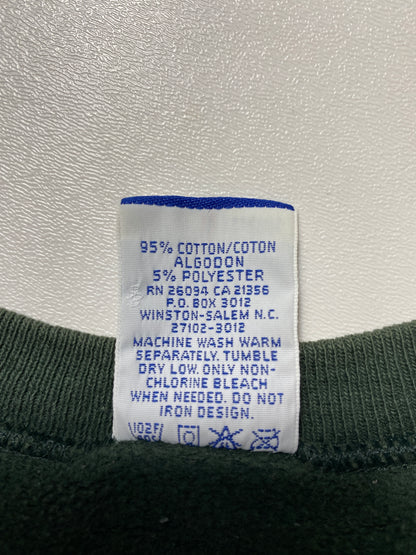 95% COTTON/COTON
ALGODON
5% POLYESTER
RN 26094 CA 21356
P.O. BOX 3012
WINSTON-SALEM N.C.
27102-3012
MACHINE WASH WARM
SEPARATELY. TUMBLE
DRY LOW. ONLY NON-
CHLORINE BLEACH
WHEN NEEDED. DO NOT
IRON DESIGN.
102F